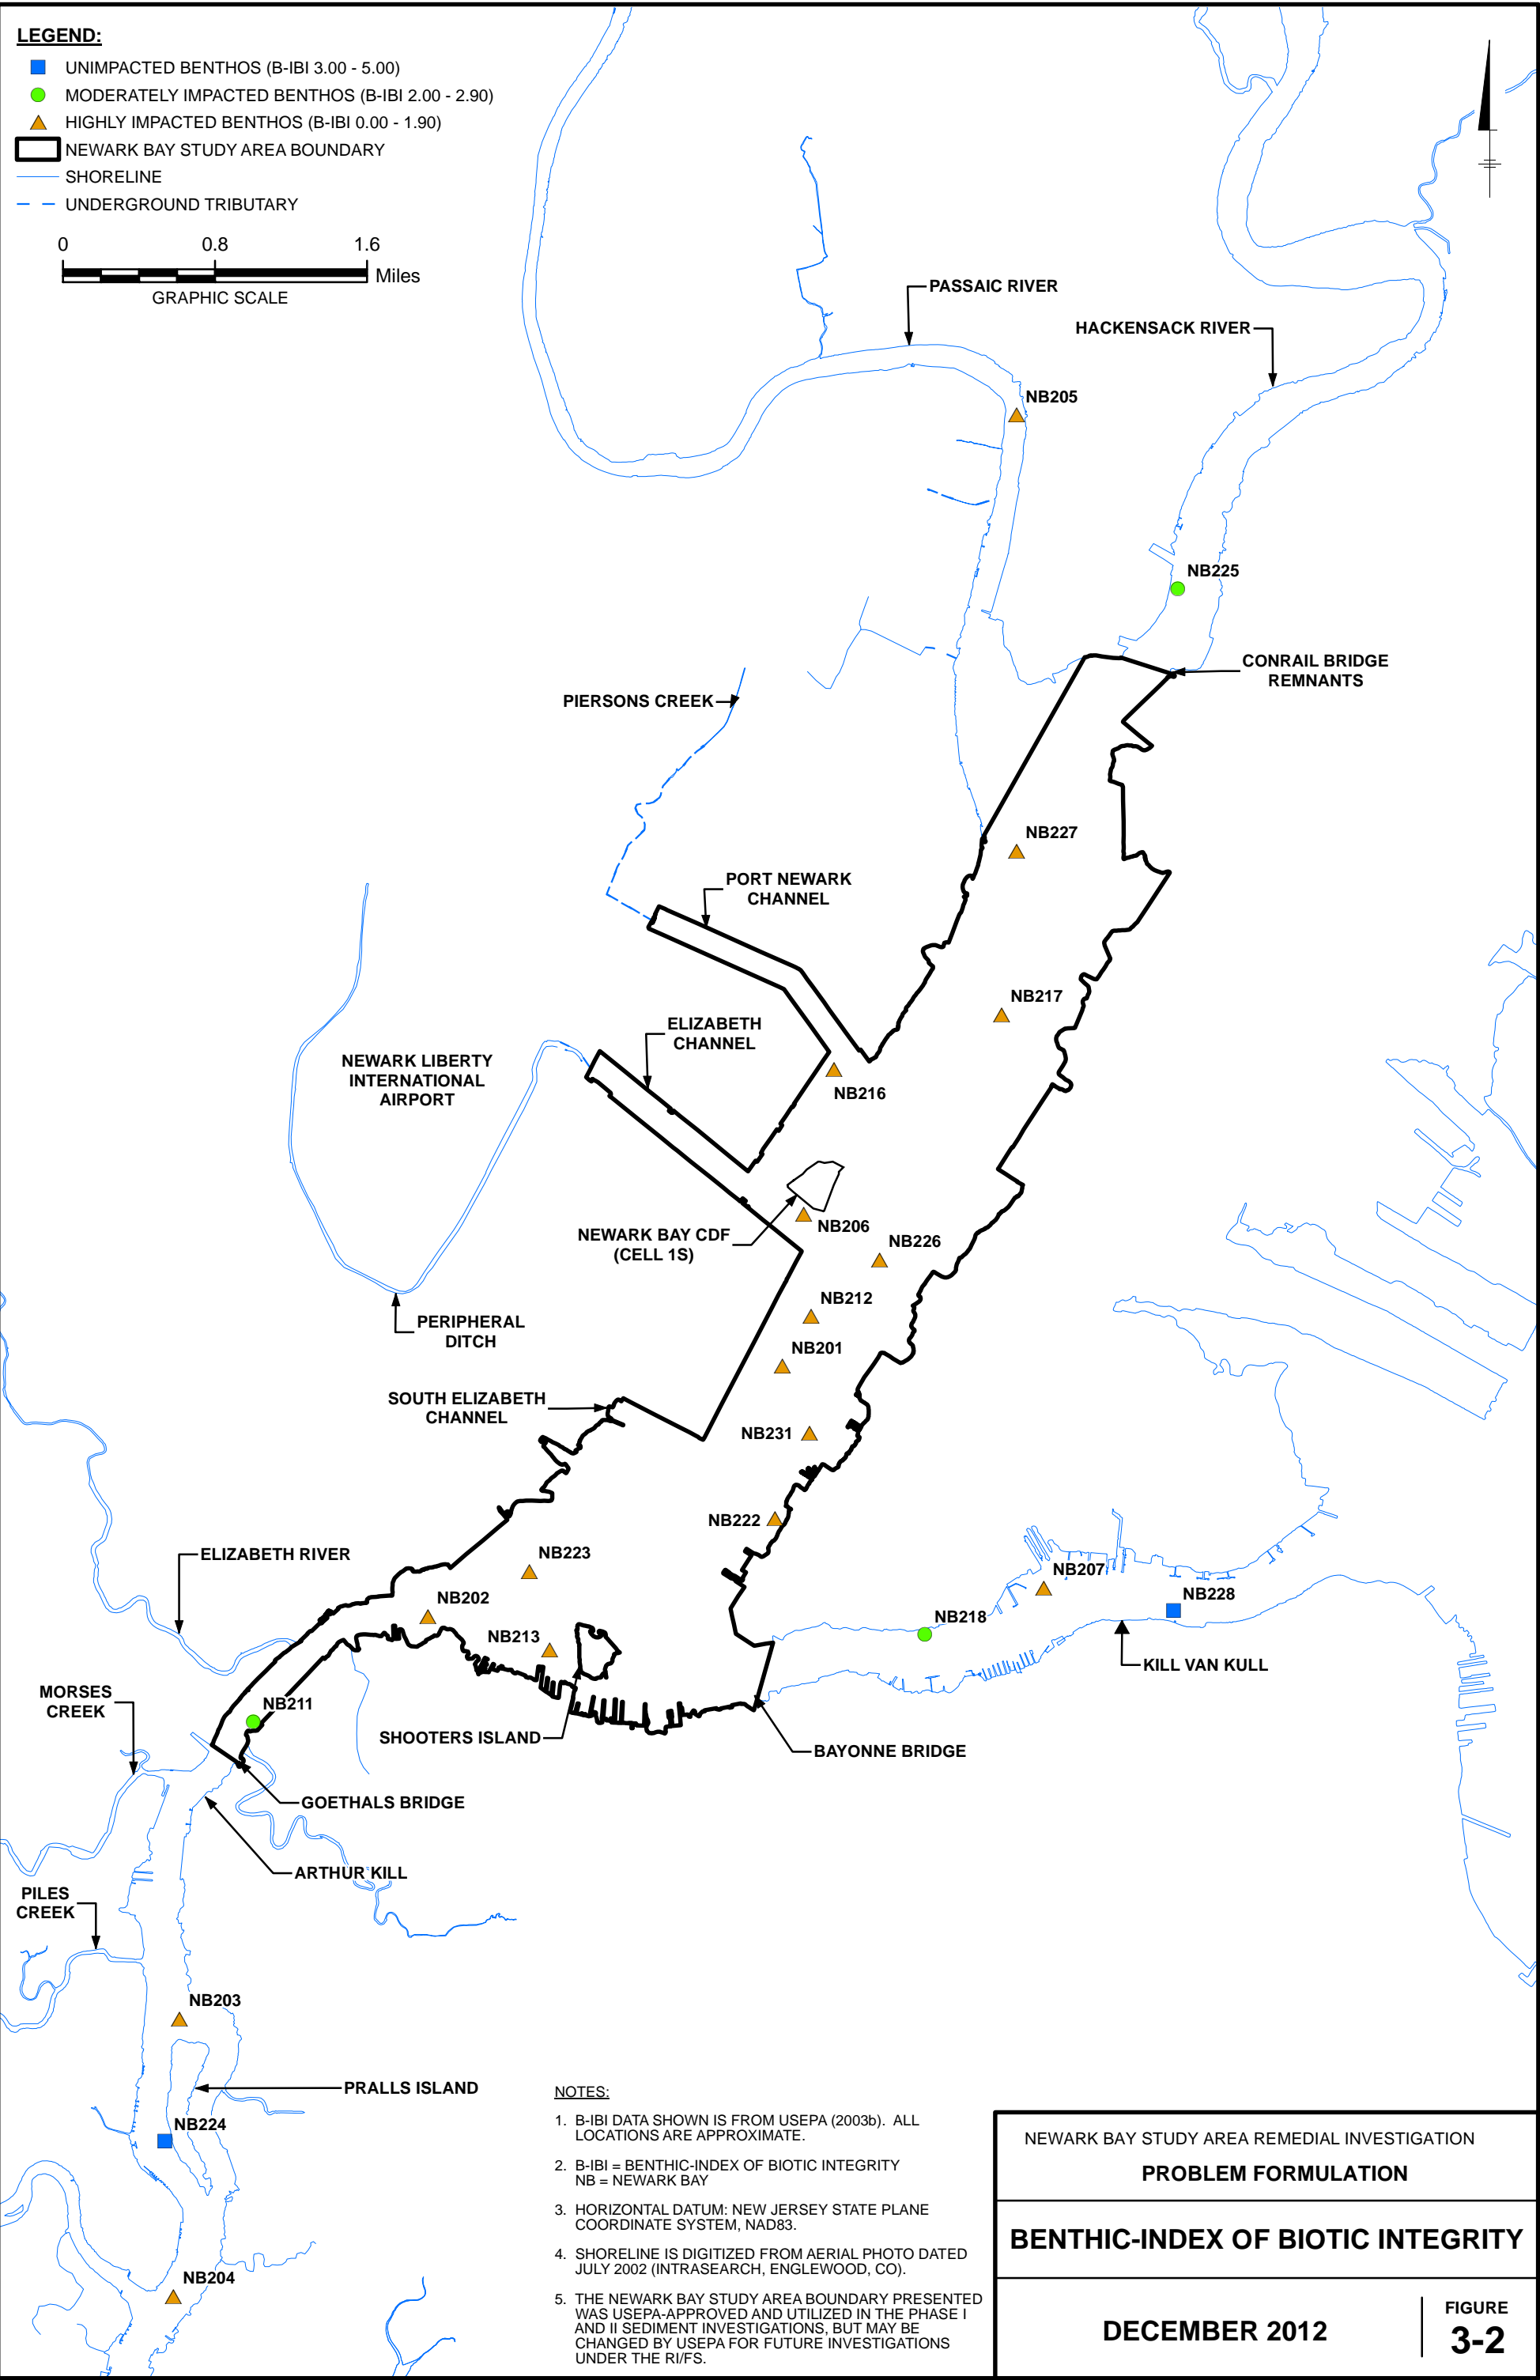 LEGEND:
UNIMPACTED BENTHOS (B-IBI 3.00 - 5.00)
MODERATELY IMPACTED BENTHOS (B-IBI 2.00 - 2.90)
HIGHLY IMPACTED BENTHOS (B-IBI 0.00 - 1.90)
NEWARK BAY STUDY AREA BOUNDARY
SHORELINE
UNDERGROUND TRIBUTARY
0 0.8 1.6
Miles
GRAPHIC SCALE
PASSAIC RIVER
HACKENSACK RIVER
NB205
NB225
CONRAIL BRIDGE
REMNANTS
PIERSONS CREEK
NB227
PORT NEWARK
CHANNEL
NB217
ELIZABETH
CHANNEL
NEWARK LIBERTY
INTERNATIONAL
AIRPORT
NB216
NB206
NEWARK BAY CDF
(CELL 1S)
NB226
NB212
PERIPHERAL
DITCH
NB201
SOUTH ELIZABETH
CHANNEL
NB231
NB222
ELIZABETH RIVER
NB223
NB207
NB202
NB228
NB218
NB213
KILL VAN KULL
MORSES
CREEK
NB211
SHOOTERS ISLAND
BAYONNE BRIDGE
GOETHALS BRIDGE
ARTHUR KILL
PILES
CREEK
NB203
PRALLS ISLAND
NB224
NB204
NOTES:
1. B-IBI DATA SHOWN IS FROM USEPA (2003b). ALL
LOCATIONS ARE APPROXIMATE.
2. B-IBI = BENTHIC-INDEX OF BIOTIC INTEGRITY
NB = NEWARK BAY
3. HORIZONTAL DATUM: NEW JERSEY STATE PLANE
COORDINATE SYSTEM, NAD83.
4. SHORELINE IS DIGITIZED FROM AERIAL PHOTO DATED
JULY 2002 (INTRASEARCH, ENGLEWOOD, CO).
5. THE NEWARK BAY STUDY AREA BOUNDARY PRESENTED
WAS USEPA-APPROVED AND UTILIZED IN THE PHASE I
AND II SEDIMENT INVESTIGATIONS, BUT MAY BE
CHANGED BY USEPA FOR FUTURE INVESTIGATIONS
UNDER THE RI/FS.
NEWARK BAY STUDY AREA REMEDIAL INVESTIGATION
PROBLEM FORMULATION
BENTHIC-INDEX OF BIOTIC INTEGRITY
DECEMBER 2012
FIGURE
3-2